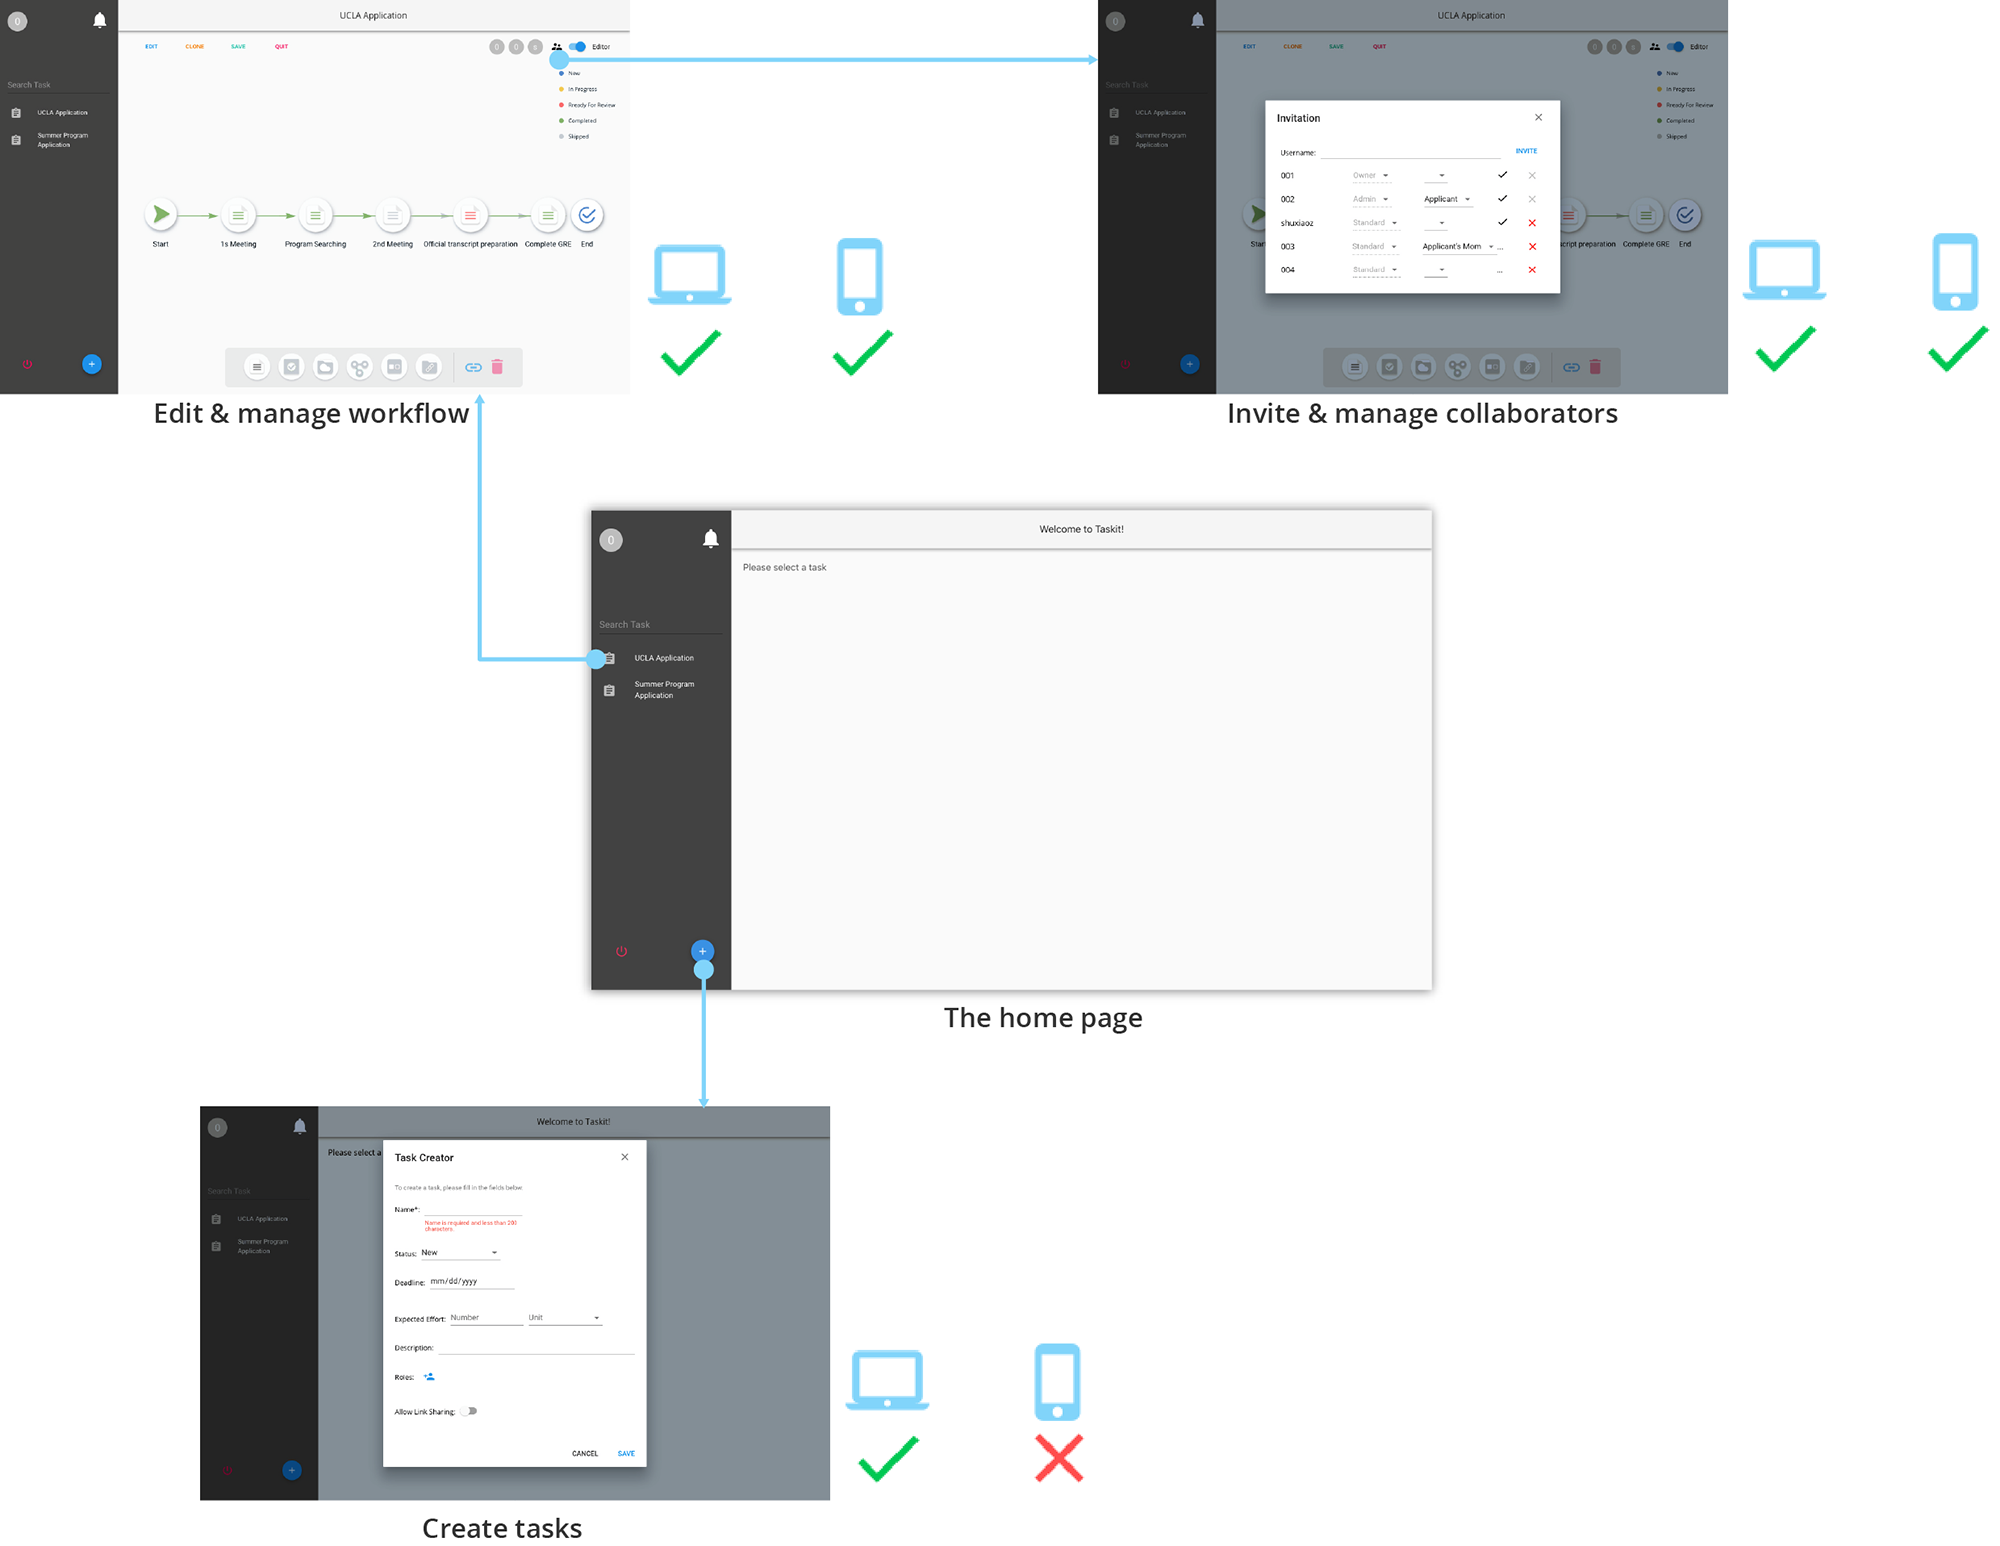 UCLA Application
0
EDIT CLONE SAVE QUIT
0 0 s Editor
New
In Progress
Ready For Review
Completed
Skipped
Search Task
UCLA Application
Summer Program
Application
Start 1s Meeting Program Searching 2nd Meeting Official transcript preparation Complete GRE End
+
Edit & manage workflow
UCLA Application
0
EDIT CLONE SAVE QUIT
0 0 s Editor
New
In Progress
Ready For Review
Completed
Skipped
Search Task
UCLA Application
Summer Program
Application
Invitation
Username: INVITE
001 Owner
002 Admin Applicant
shuxiaoz Standard
003 Standard Applicant's Mom ...
004 Standard ...
Start
script preparation Complete GRE End
+
Invite & manage collaborators
Welcome to Taskit!
0
Please select a task
Search Task
UCLA Application
Summer Program
Application
+
The home page
Welcome to Taskit!
0
Please select a
Search Task
UCLA Application
Summer Program
Application
Task Creator
To create a task, please fill in the fields below.
Name*:
Name is required and less than 200
characters.
Status: New
Deadline: mm/dd/yyyy
Expected Effort: Number Unit
Description:
Roles:
Allow Link Sharing:
CANCEL SAVE
+
Create tasks